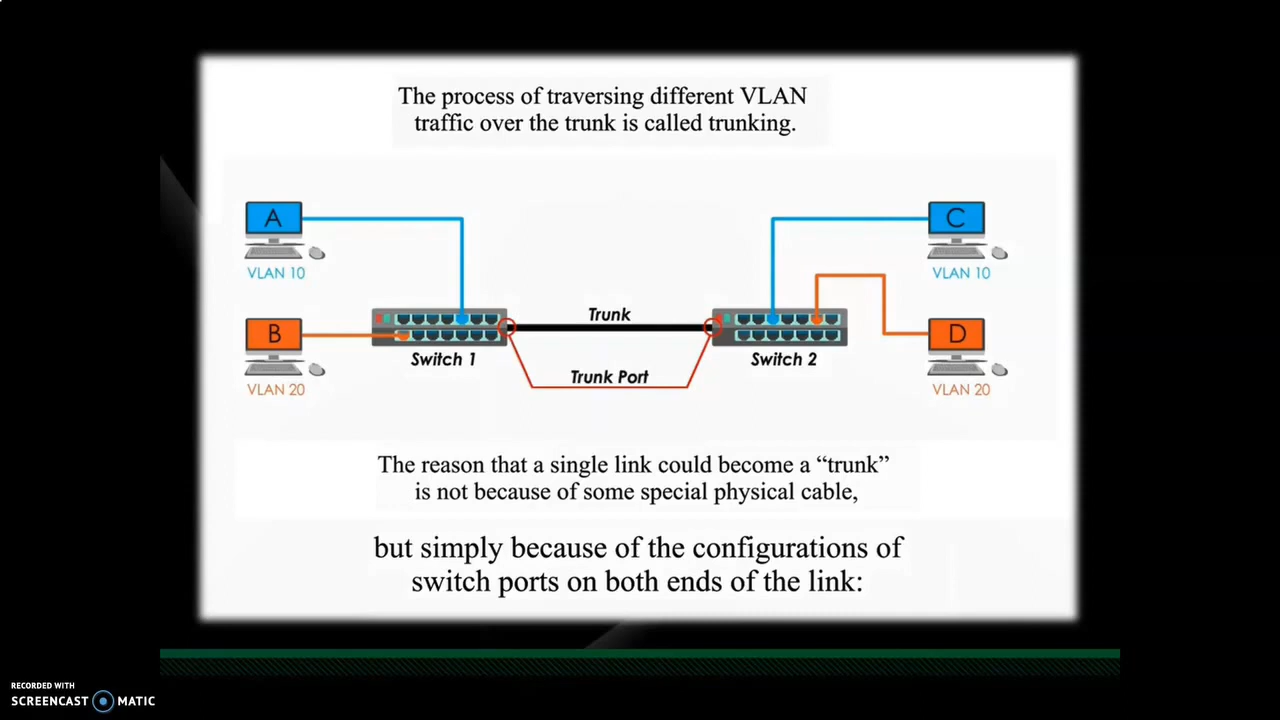 The process of traversing different VLAN
traffic over the trunk is called trunking.
A
C
VLAN 10
VLAN 10
Trunk
B
D
Switch 1
Switch 2
Trunk Port
VLAN 20
VLAN 20
The reason that a single link could become a “trunk”
is not because of some special physical cable,
but simply because of the configurations of
switch ports on both ends of the link:
RECORDED WITH
SCREENCAST MATIC